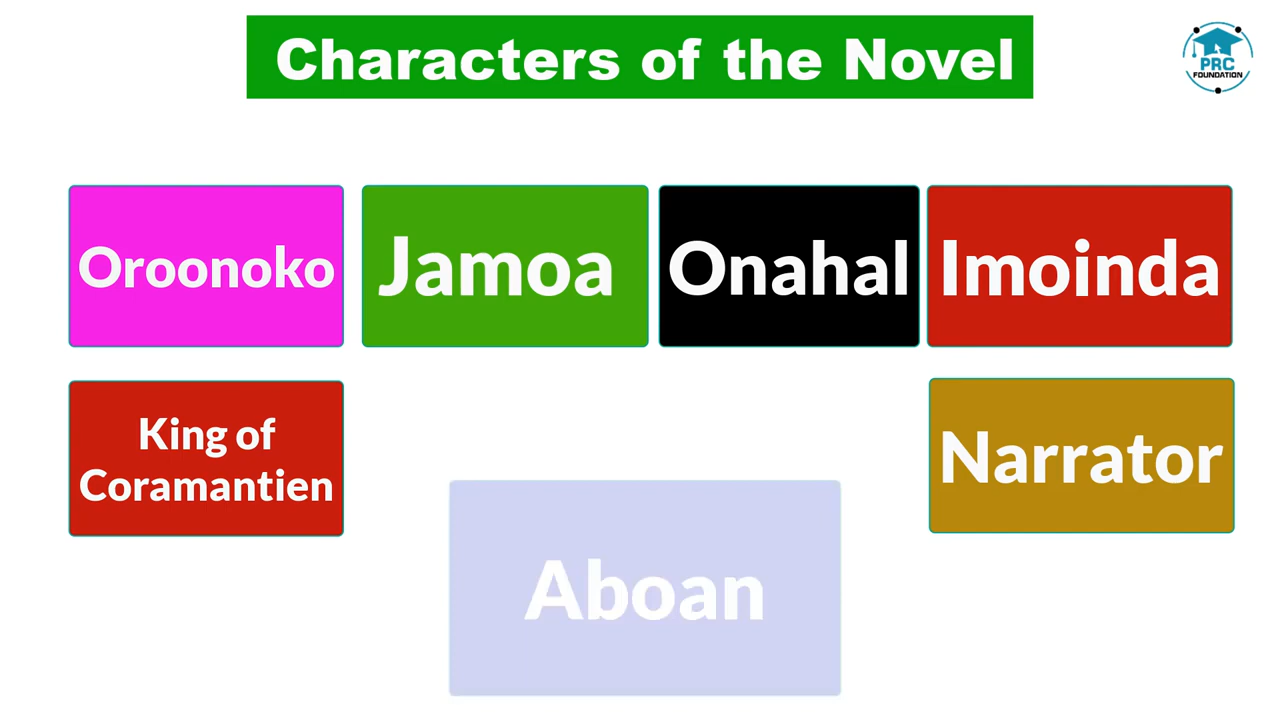 Characters of the Novel
PRC
FOUNDATION
Oroonoko
Jamoa
Onahal
Imoinda
King of
Coramantien
Narrator
Aboan